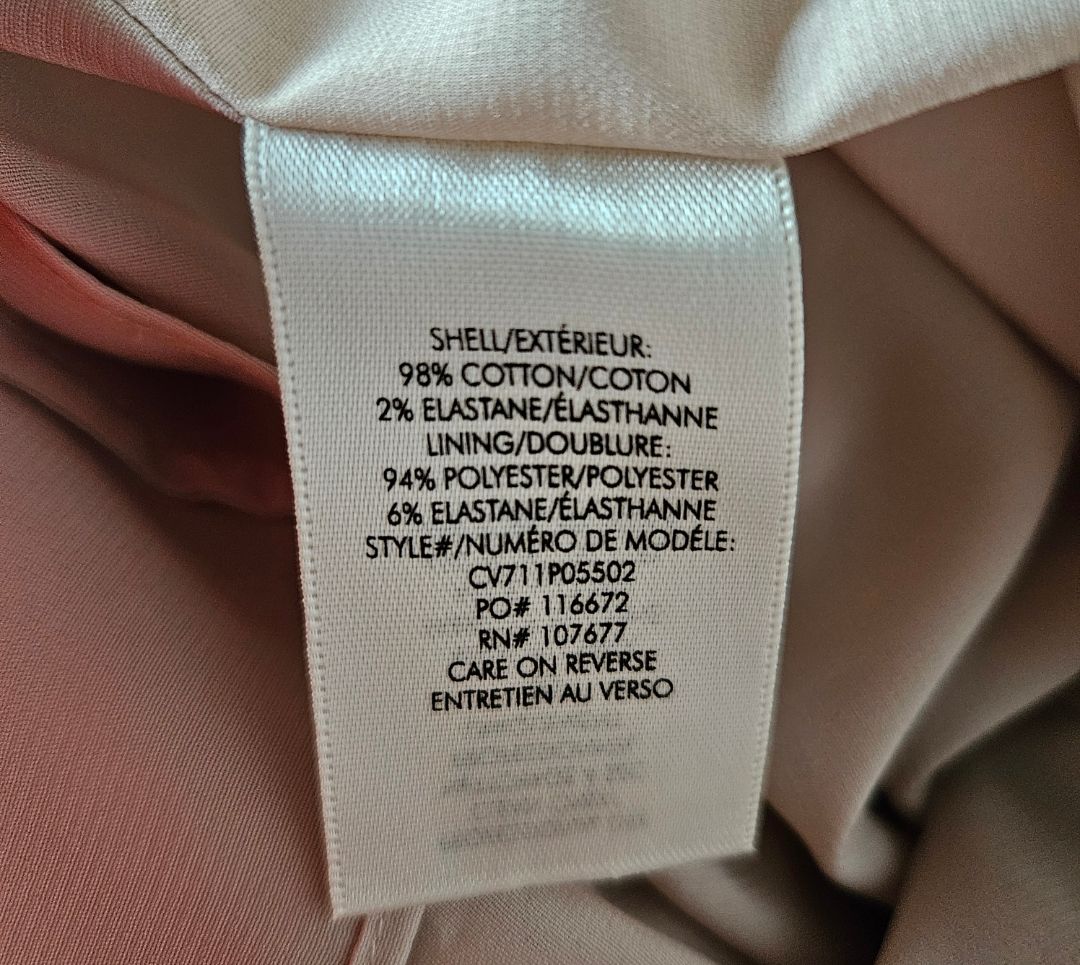 SHELL/EXTÉRIEUR:
98% COTTON/COTON
2% ELASTANE/ÉLASTHANNE
LINING/DOUBLURE:
94% POLYESTER/POLYESTER
6% ELASTANE/ÉLASTHANNE
STYLE#/NUMÉRO DE MODÉLE:
CV711P05502
PO# 116672
RN# 107677
CARE ON REVERSE
ENTRETIEN AU VERSO